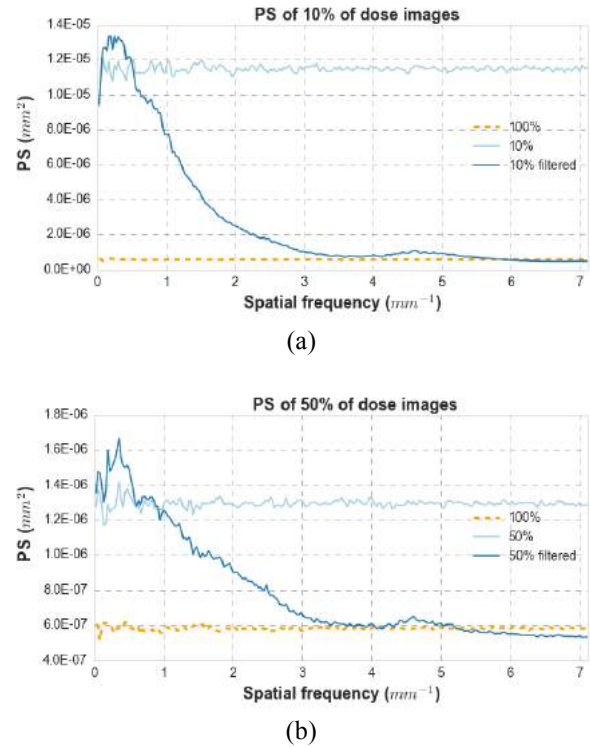 PS of 10% of dose images
1.4E-05
1.2E-05
1.0E-05
8.0E-06
6.0E-06
4.0E-06
2.0E-06
0.0E+00
PS (mm²)
100%
10%
10% filtered
0 1 2 3 4 5 6 7
Spatial frequency (mm⁻¹)
(a)
PS of 50% of dose images
1.8E-06
1.6E-06
1.4E-06
1.2E-06
1.0E-06
8.0E-07
6.0E-07
4.0E-07
PS (mm²)
100%
50%
50% filtered
0 1 2 3 4 5 6 7
Spatial frequency (mm⁻¹)
(b)